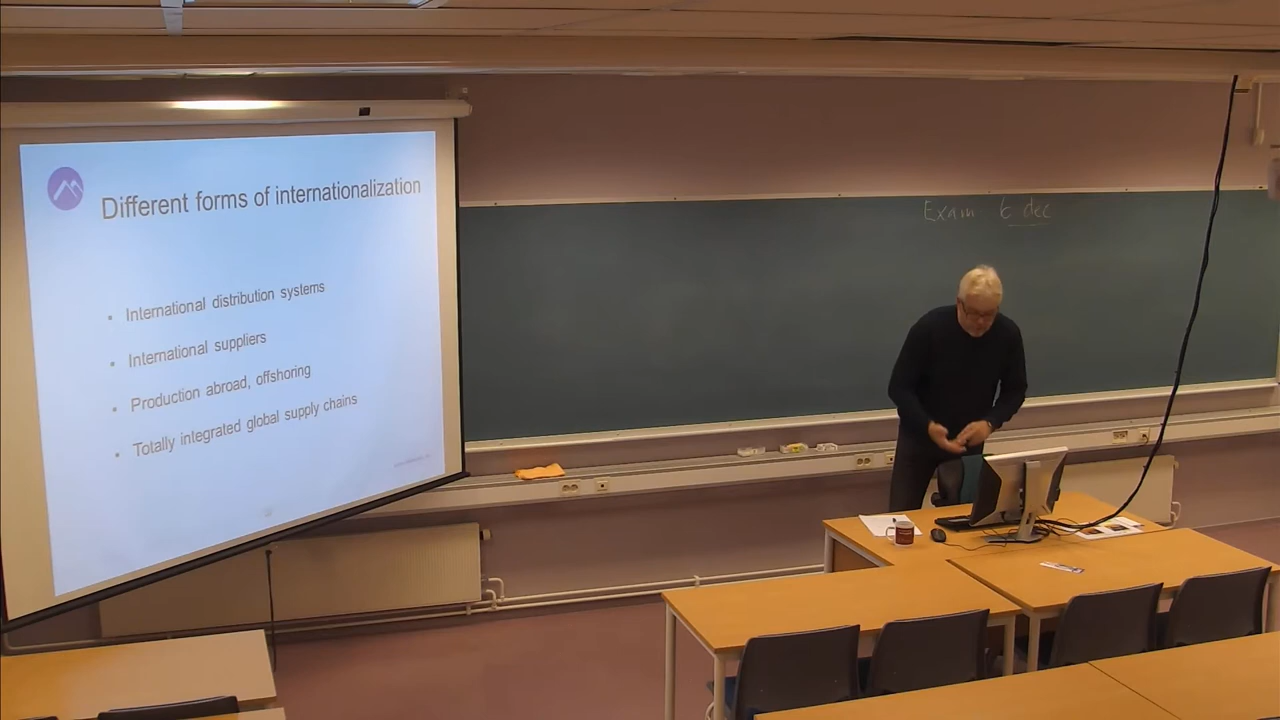 Different forms of internationalization
• International distribution systems
• International suppliers
• Production abroad, offshoring
• Totally integrated global supply chains
Exam 6 dec